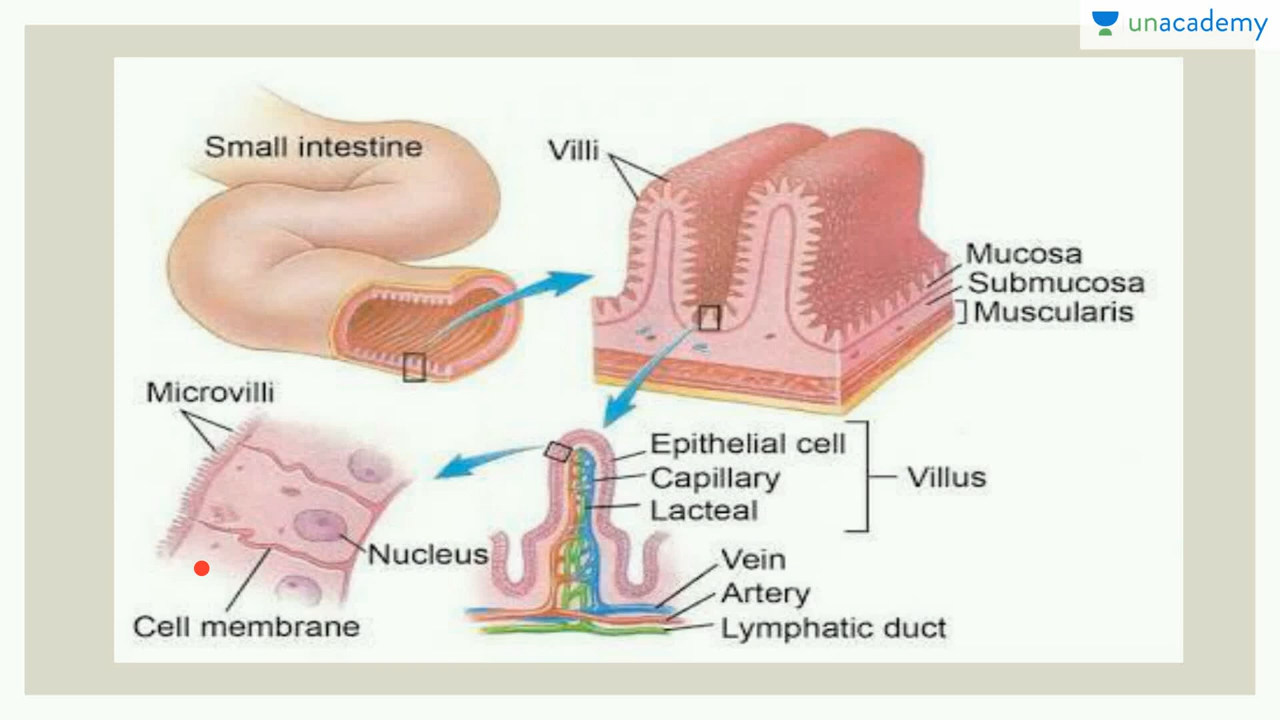 unacademy
Small intestine
Villi
Mucosa
Submucosa
Muscularis
Microvilli
Epithelial cell
Capillary
Villus
Lacteal
Nucleus
Vein
Artery
Cell membrane
Lymphatic duct